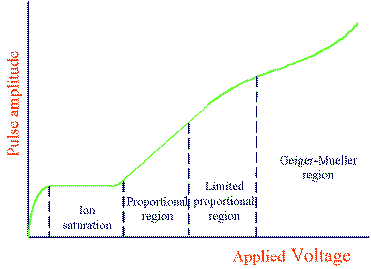 Pulse amplitude
Ion
saturation
Proportional
region
Limited
proportional
region
Geiger-Mueller
region
Applied Voltage